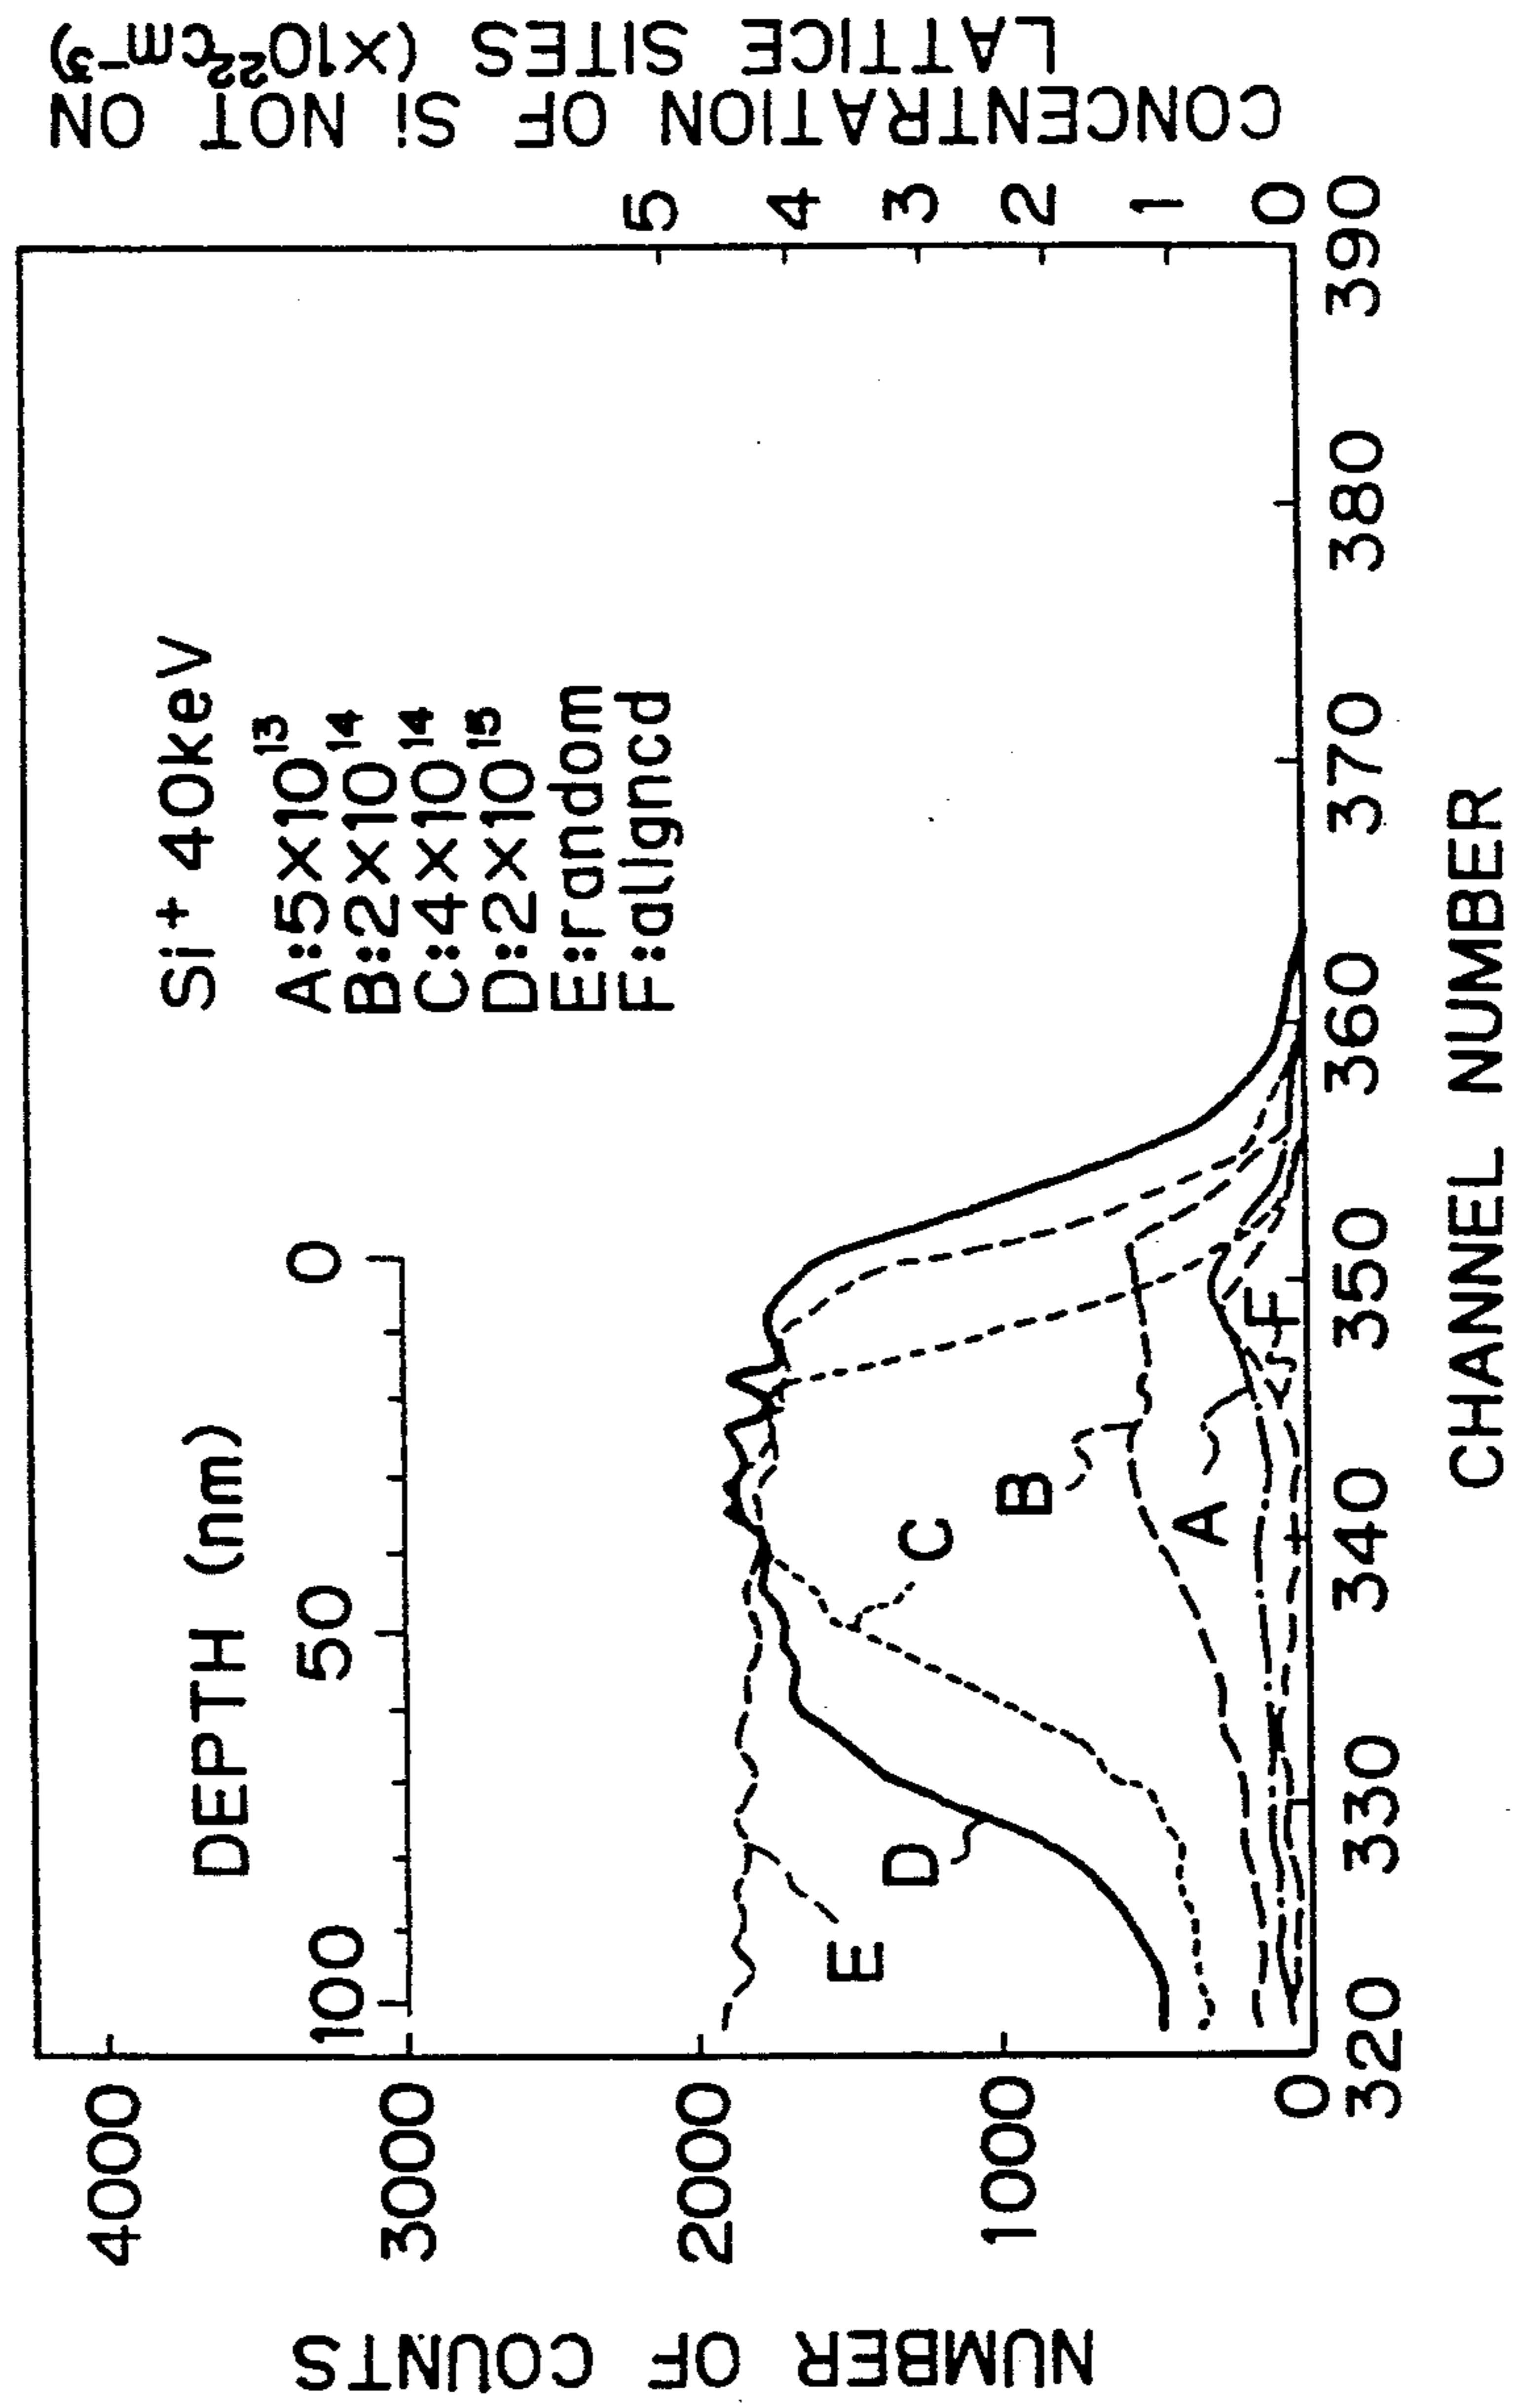 Si⁺ 40keV
A:5×10¹³
B:2×10¹⁴
C:4×10¹⁴
D:2×10¹⁵
E:random
F:aligncd
DEPTH (nm)
100
50
0
NUMBER OF COUNTS
4000
3000
2000
1000
0
E
D
C
B
A
F
320
330
340
350
360
370
380
390
CHANNEL NUMBER
5
4
3
2
1
0
CONCENTRATION OF Si NOT ON
LATTICE SITES (×10²²cm⁻³)